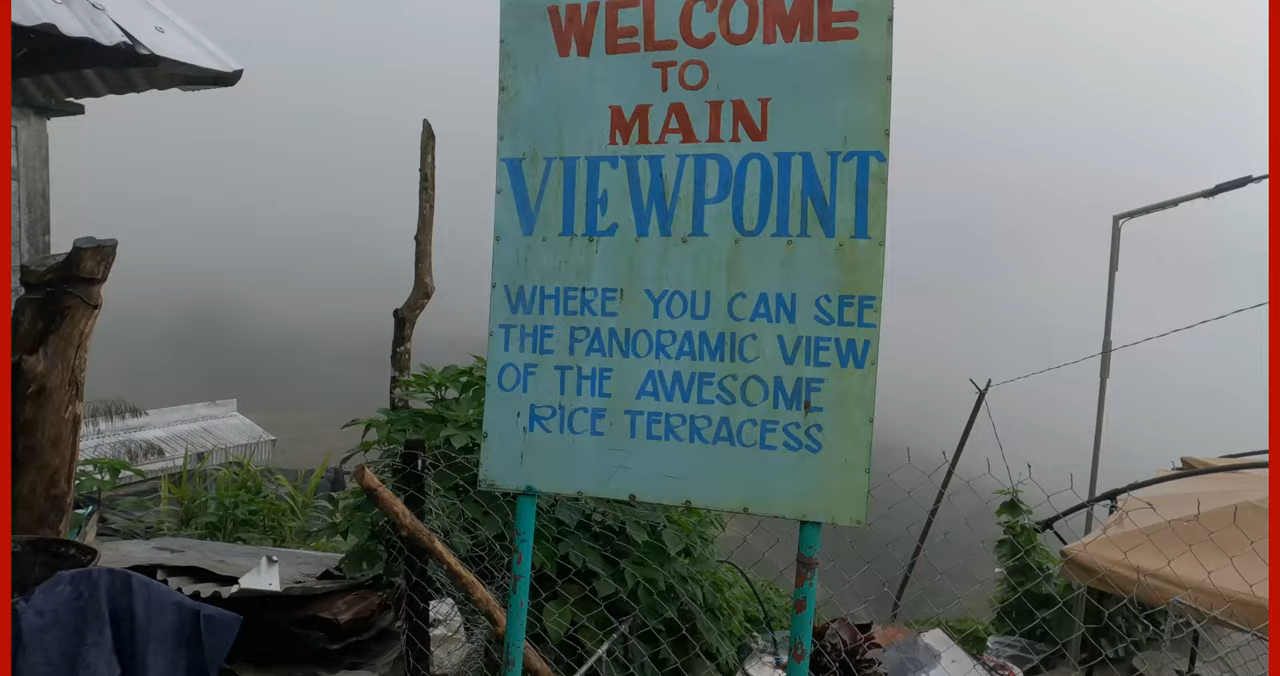 WELCOME
TO
MAIN
VIEWPOINT
WHERE YOU CAN SEE
THE PANORAMIC VIEW
OF THE AWESOME
RICE TERRACESS